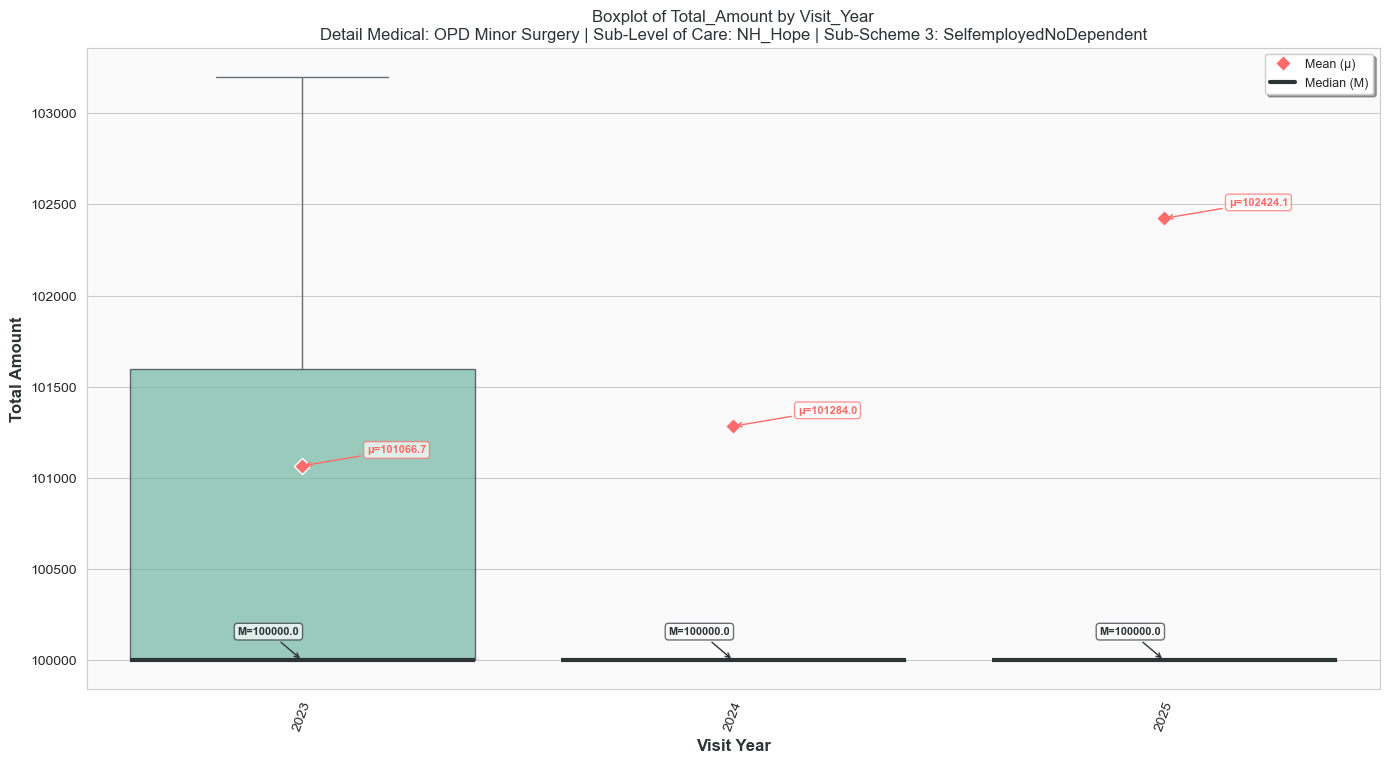 Boxplot of Total_Amount by Visit_Year
Detail Medical: OPD Minor Surgery | Sub-Level of Care: NH_Hope | Sub-Scheme 3: SelfemployedNoDependent
Mean (μ)
Median (M)
103000
102500
102000
101500
101000
100500
100000
Total Amount
μ=102424.1
μ=101284.0
μ=101066.7
M=100000.0
M=100000.0
M=100000.0
2023
2024
2025
Visit Year